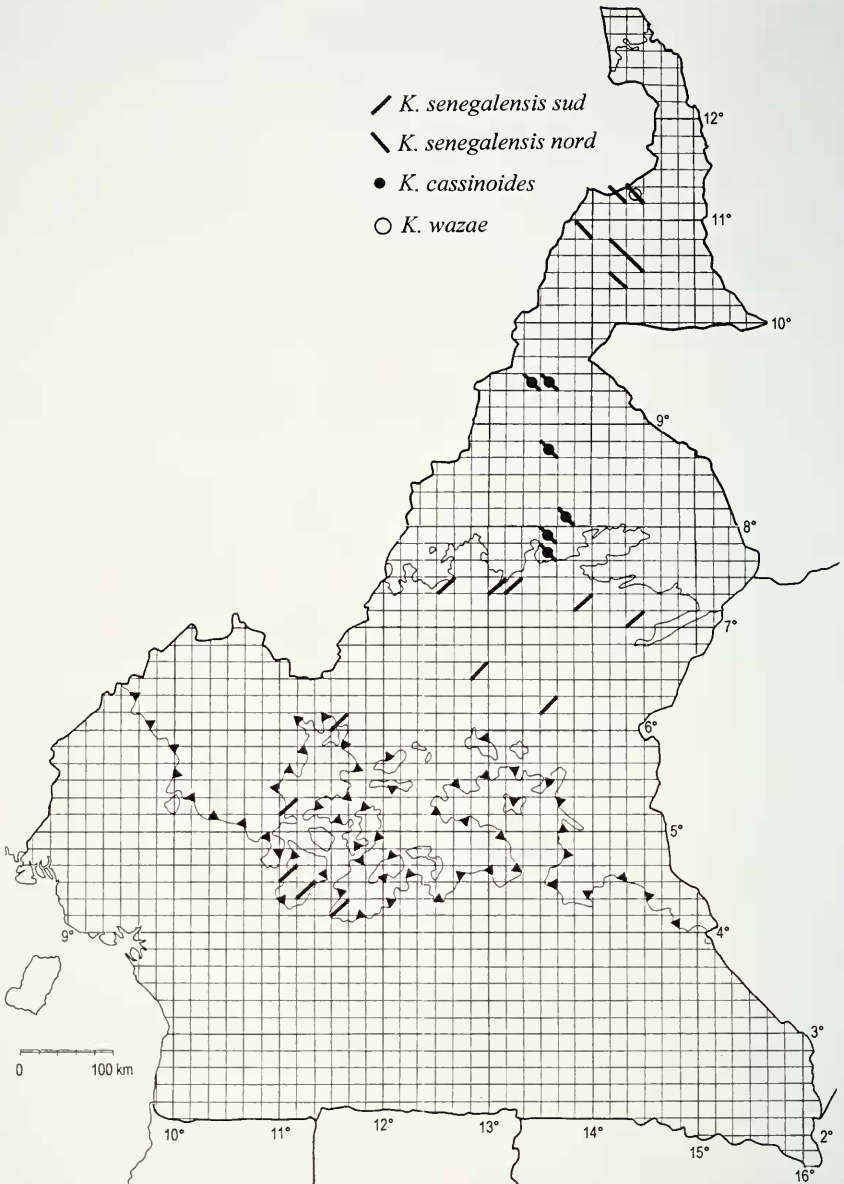 K. senegalensis sud
K. senegalensis nord
K. cassinoides
K. wazae
12°
11°
10°
9°
8°
7°
6°
5°
9°
4°
3°
0 100 km
10° 11° 12° 13° 14° 15° 16°
2°